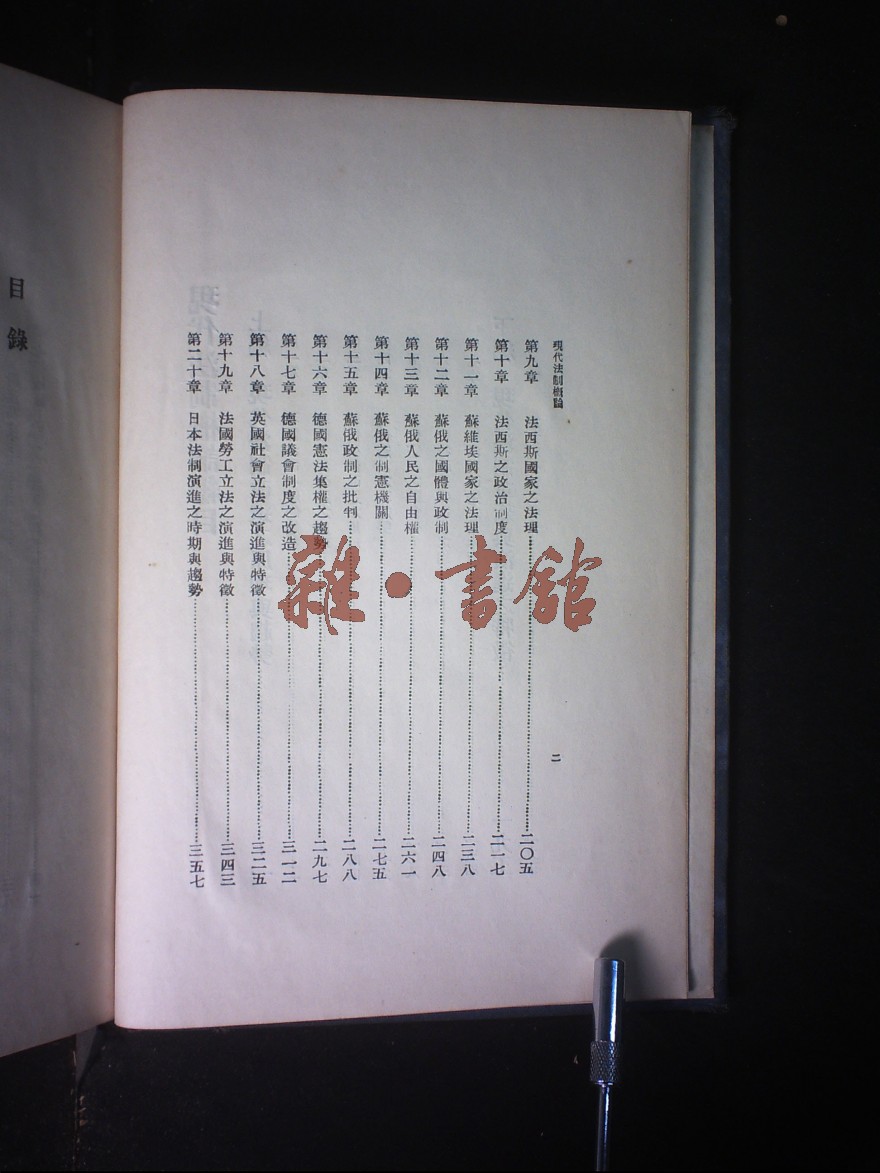 現代法制概論
第九章 法西斯國家之法理……二〇五
第十章 法西斯之政治制度……二一七
第十一章 蘇維埃國家之法理……二三八
第十二章 蘇俄之國體與政制……二四八
第十三章 蘇俄人民之自由權……二六一
第十四章 蘇俄之制憲機關……二七五
第十五章 蘇俄政制之批判……二八八
第十六章 德國憲法集權之趨勢……二九七
第十七章 德國議會制度之改造……三一二
第十八章 英國社會立法之演進與特徵……三二五
第十九章 法國勞工立法之演進與特徵……三四三
第二十章 日本法制演進之時期與趨勢……三五七
二
目錄
雜·書館